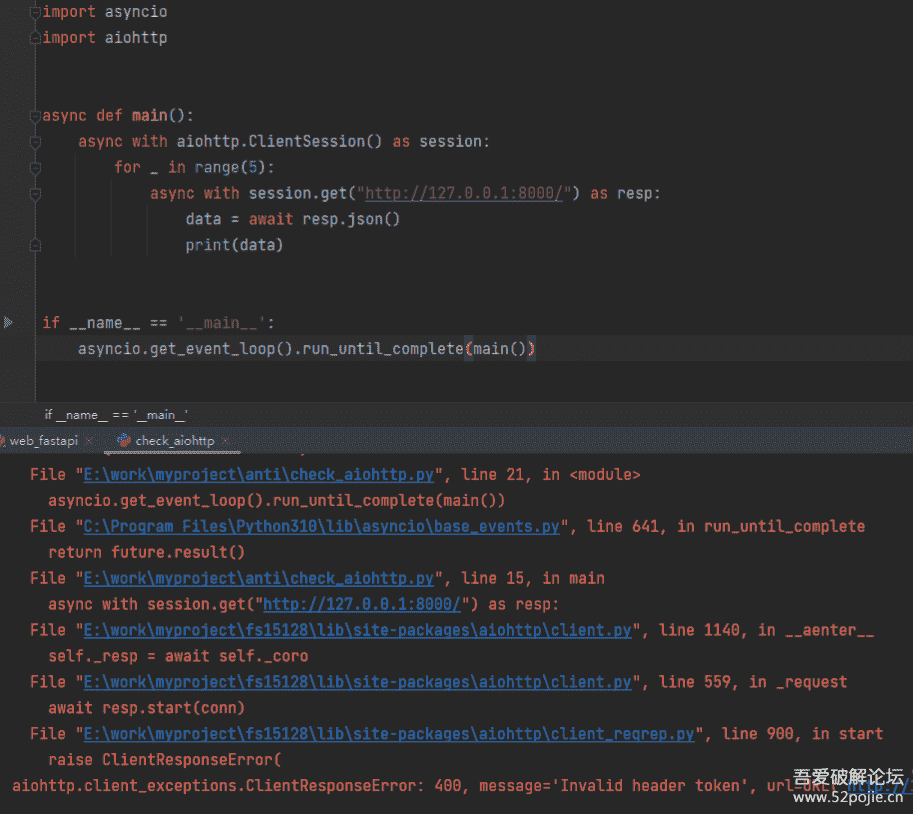 import asyncio
import aiohttp
async def main():
async with aiohttp.ClientSession() as session:
for _ in range(5):
async with session.get("http://127.0.0.1:8000/") as resp:
data = await resp.json()
print(data)
if __name__ == '__main__':
asyncio.get_event_loop().run_until_complete(main())
if __name__ == '__main__'
web_fastapi
check_aiohttp
File "E:\work\myproject\anti\check_aiohttp.py", line 21, in <module>
asyncio.get_event_loop().run_until_complete(main())
File "C:\Program Files\Python310\lib\asyncio\base_events.py", line 641, in run_until_complete
return future.result()
File "E:\work\myproject\anti\check_aiohttp.py", line 15, in main
async with session.get("http://127.0.0.1:8000/") as resp:
File "E:\work\myproject\fs15128\lib\site-packages\aiohttp\client.py", line 1140, in __aenter__
self._resp = await self._coro
File "E:\work\myproject\fs15128\lib\site-packages\aiohttp\client.py", line 559, in _request
await resp.start(conn)
File "E:\work\myproject\fs15128\lib\site-packages\aiohttp\client_reqrep.py", line 900, in start
raise ClientResponseError(
aiohttp.client_exceptions.ClientResponseError: 400, message='Invalid header token',
吾爱破解论坛
www.52pojie.cn